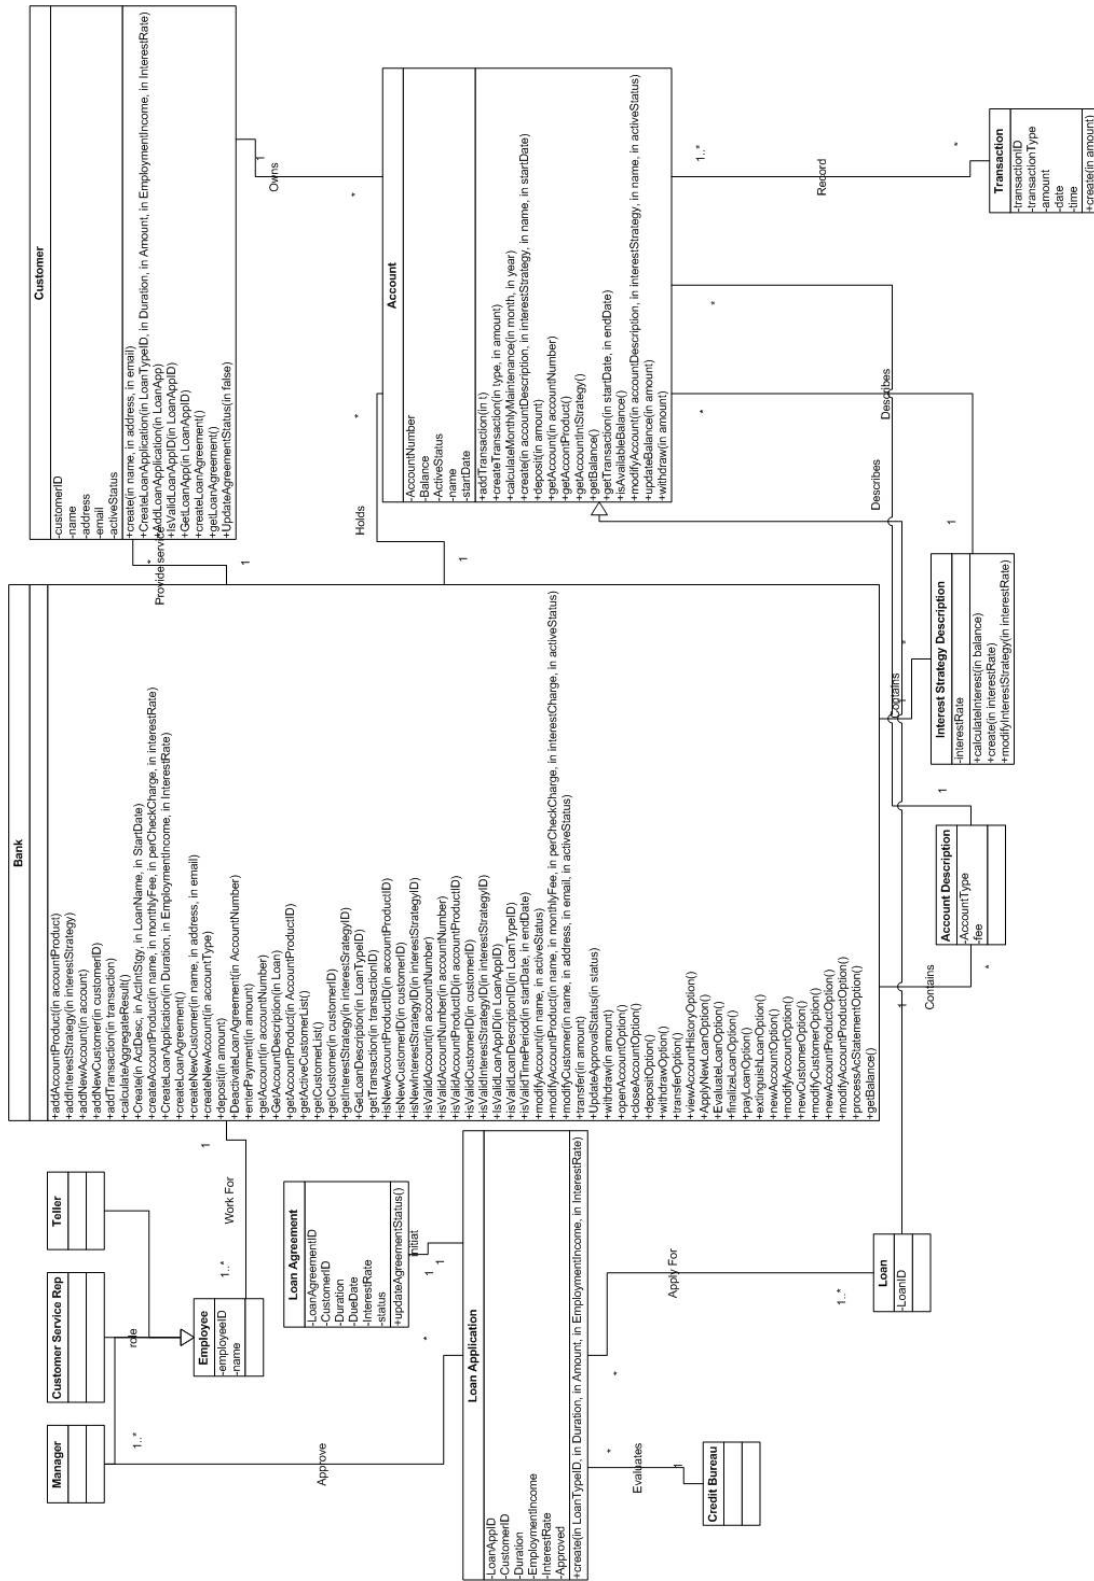 Manager
Customer Service Rep
Teller
role
Employee
-employeeID
-name
1..*
Work For
1
1..*
Approve
*
Loan Agreement
-LoanAgreementID
-CustomerID
-Duration
-DueDate
-InterestRate
-status
+updateAgreementStatus()
1
Initiat
1
Loan Application
-LoanAppID
-CustomerID
-Duration
-EmploymentIncome
-InterestRate
-Approved
+create(in LoanTypeID, in Duration, in Amount, in EmploymentIncome, in InterestRate)
*
Evaluates
1
Credit Bureau
*
Apply For
1..*
Loan
-LoanID
1
Bank
+addAccountProduct(in accountProduct)
+addInterestStrategy(in interestStrategy)
+addNewAccount(in account)
+addNewCustomer(in customerID)
+addTransaction(in transaction)
+calculateAggregateResult()
+Create(in ActDesc, in ActIntStgy, in LoanName, in StartDate)
+createAccountProduct(in name, in monthlyFee, in perCheckCharge, in interestRate)
+CreateLoanApplication(in Duration, in EmploymentIncome, in InterestRate)
+createLoanAgreement()
+createNewCustomer(in name, in address, in email)
+createNewAccount(in accountType)
+deposit(in amount)
+DeactivateLoanAgreement(in AccountNumber)
+enterPayment(in amount)
+getAccount(in accountNumber)
+GetAccountDescription(in Loan)
+getAccountProduct(in AccountProductID)
+getActiveCustomerList()
+getCustomerList()
+getCustomer(in customerID)
+getInterestStrategy(in interestSrategyID)
+GetLoanDescription(in LoanTypeID)
+getTransaction(in transactionID)
+isNewAccountProductID(in accountProductID)
+isNewCustomerID(in customerID)
+isNewInterestStrategyID(in interestStrategyID)
+isValidAccount(in accountNumber)
+isValidAccountNumber(in accountNumber)
+isValidAccountProductID(in accountProductID)
+isValidCustomerID(in customerID)
+isValidInterestStrategyID(in interestStrategyID)
+IsValidLoanAppID(in LoanAppID)
+isValidLoanDescriptionID(in LoanTypeID)
+isValidTimePeriod(in startDate, in endDate)
+modifyAccount(in name, in activeStatus)
+modifyAccountProduct(in name, in monthlyFee, in perCheckCharge, in interestCharge, in activeStatus)
+modifyCustomer(in name, in address, in email, in activeStatus)
+transfer(in amount)
+UpdateApprovalStatus(in status)
+withdraw(in amount)
+openAccountOption()
+closeAccountOption()
+depositOption()
+withdrawOption()
+transferOption()
+viewAccountHistoryOption()
+ApplyNewLoanOption()
+EvaluateLoanOption()
+finalizeLoanOption()
+payLoanOption()
+extinguishLoanOption()
+newAccountOption()
+modifyAccountOption()
+newCustomerOption()
+modifyCustomerOption()
+newAccountProductOption()
+modifyAccountProductOption()
+processAcStatementOption()
+getBalance()
Contains
*
Account Description
-AccountType
-fee
1
Contains
1
*
Interest Strategy Description
-interestRate
+calculateInterest(in balance)
+create(in interestRate)
+modifyInterestStrategy(in interestRate)
1
Describes
Describes
*
*
1
Provide service
*
1
Holds
*
Customer
-customerID
-name
-address
-email
-activeStatus
+create(in name, in address, in email)
+CreateLoanApplication(in LoanTypeID, in Duration, in Amount, in EmploymentIncome, in InterestRate)
+AddLoanApplication(in LoanApp)
+IsValidLoanAppID(in LoanAppID)
+GetLoanApp(in LoanAppID)
+createLoanAgreement()
+getLoanAgreement()
+UpdateAgreementStatus(in false)
1
Owns
*
Account
-AccountNumber
-Balance
-ActiveStatus
-name
-startDate
+addTransaction(in t)
+createTransaction(in type, in amount)
+calculateMonthlyMaintenance(in month, in year)
+create(in accountDescription, in interestStrategy, in name, in startDate)
+deposit(in amount)
+getAccount(in accountNumber)
+getAccontProduct()
+getAccountIntStrategy()
+getBalance()
+getTransaction(in startDate, in endDate)
+isAvailableBalance()
+modifyAccount(in accountDescription, in interestStrategy, in name, in activeStatus)
+updateBalance(in amount)
+withdraw(in amount)
1..*
Record
*
Transaction
-transactionID
-transactionType
-amount
-date
-time
+create(in amount)